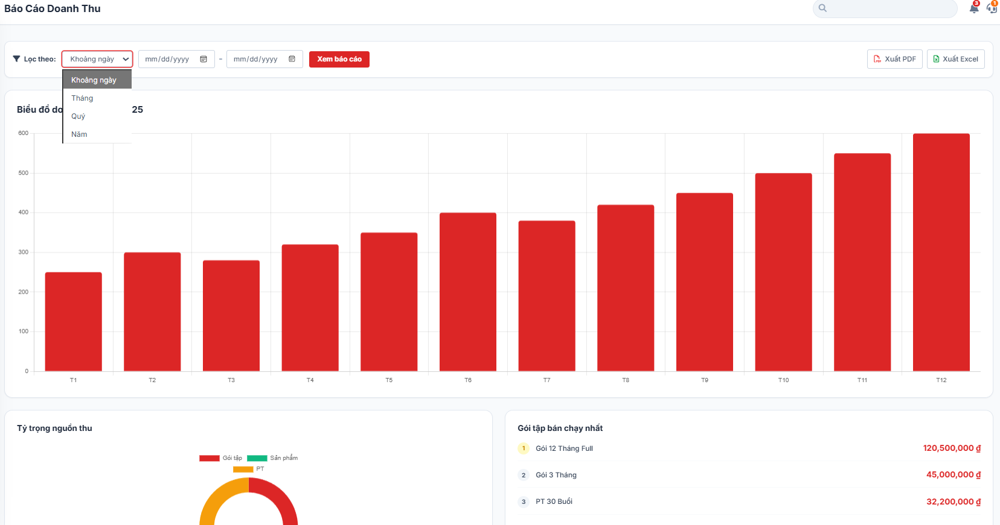 Báo Cáo Doanh Thu
3
1
Lọc theo:
Khoảng ngày
mm/dd/yyyy
-
mm/dd/yyyy
Xem báo cáo
Xuất PDF
Xuất Excel
Khoảng ngày
Tháng
Quý
Năm
Biểu đồ
25
600
500
400
300
200
100
0
T1 T2 T3 T4 T5 T6 T7 T8 T9 T10 T11 T12
Tỷ trọng nguồn thu
Gói tập Sản phẩm
PT
Gói tập bán chạy nhất
1 Gói 12 Tháng Full 120,500,000 ₫
2 Gói 3 Tháng 45,000,000 ₫
3 PT 30 Buổi 32,200,000 ₫